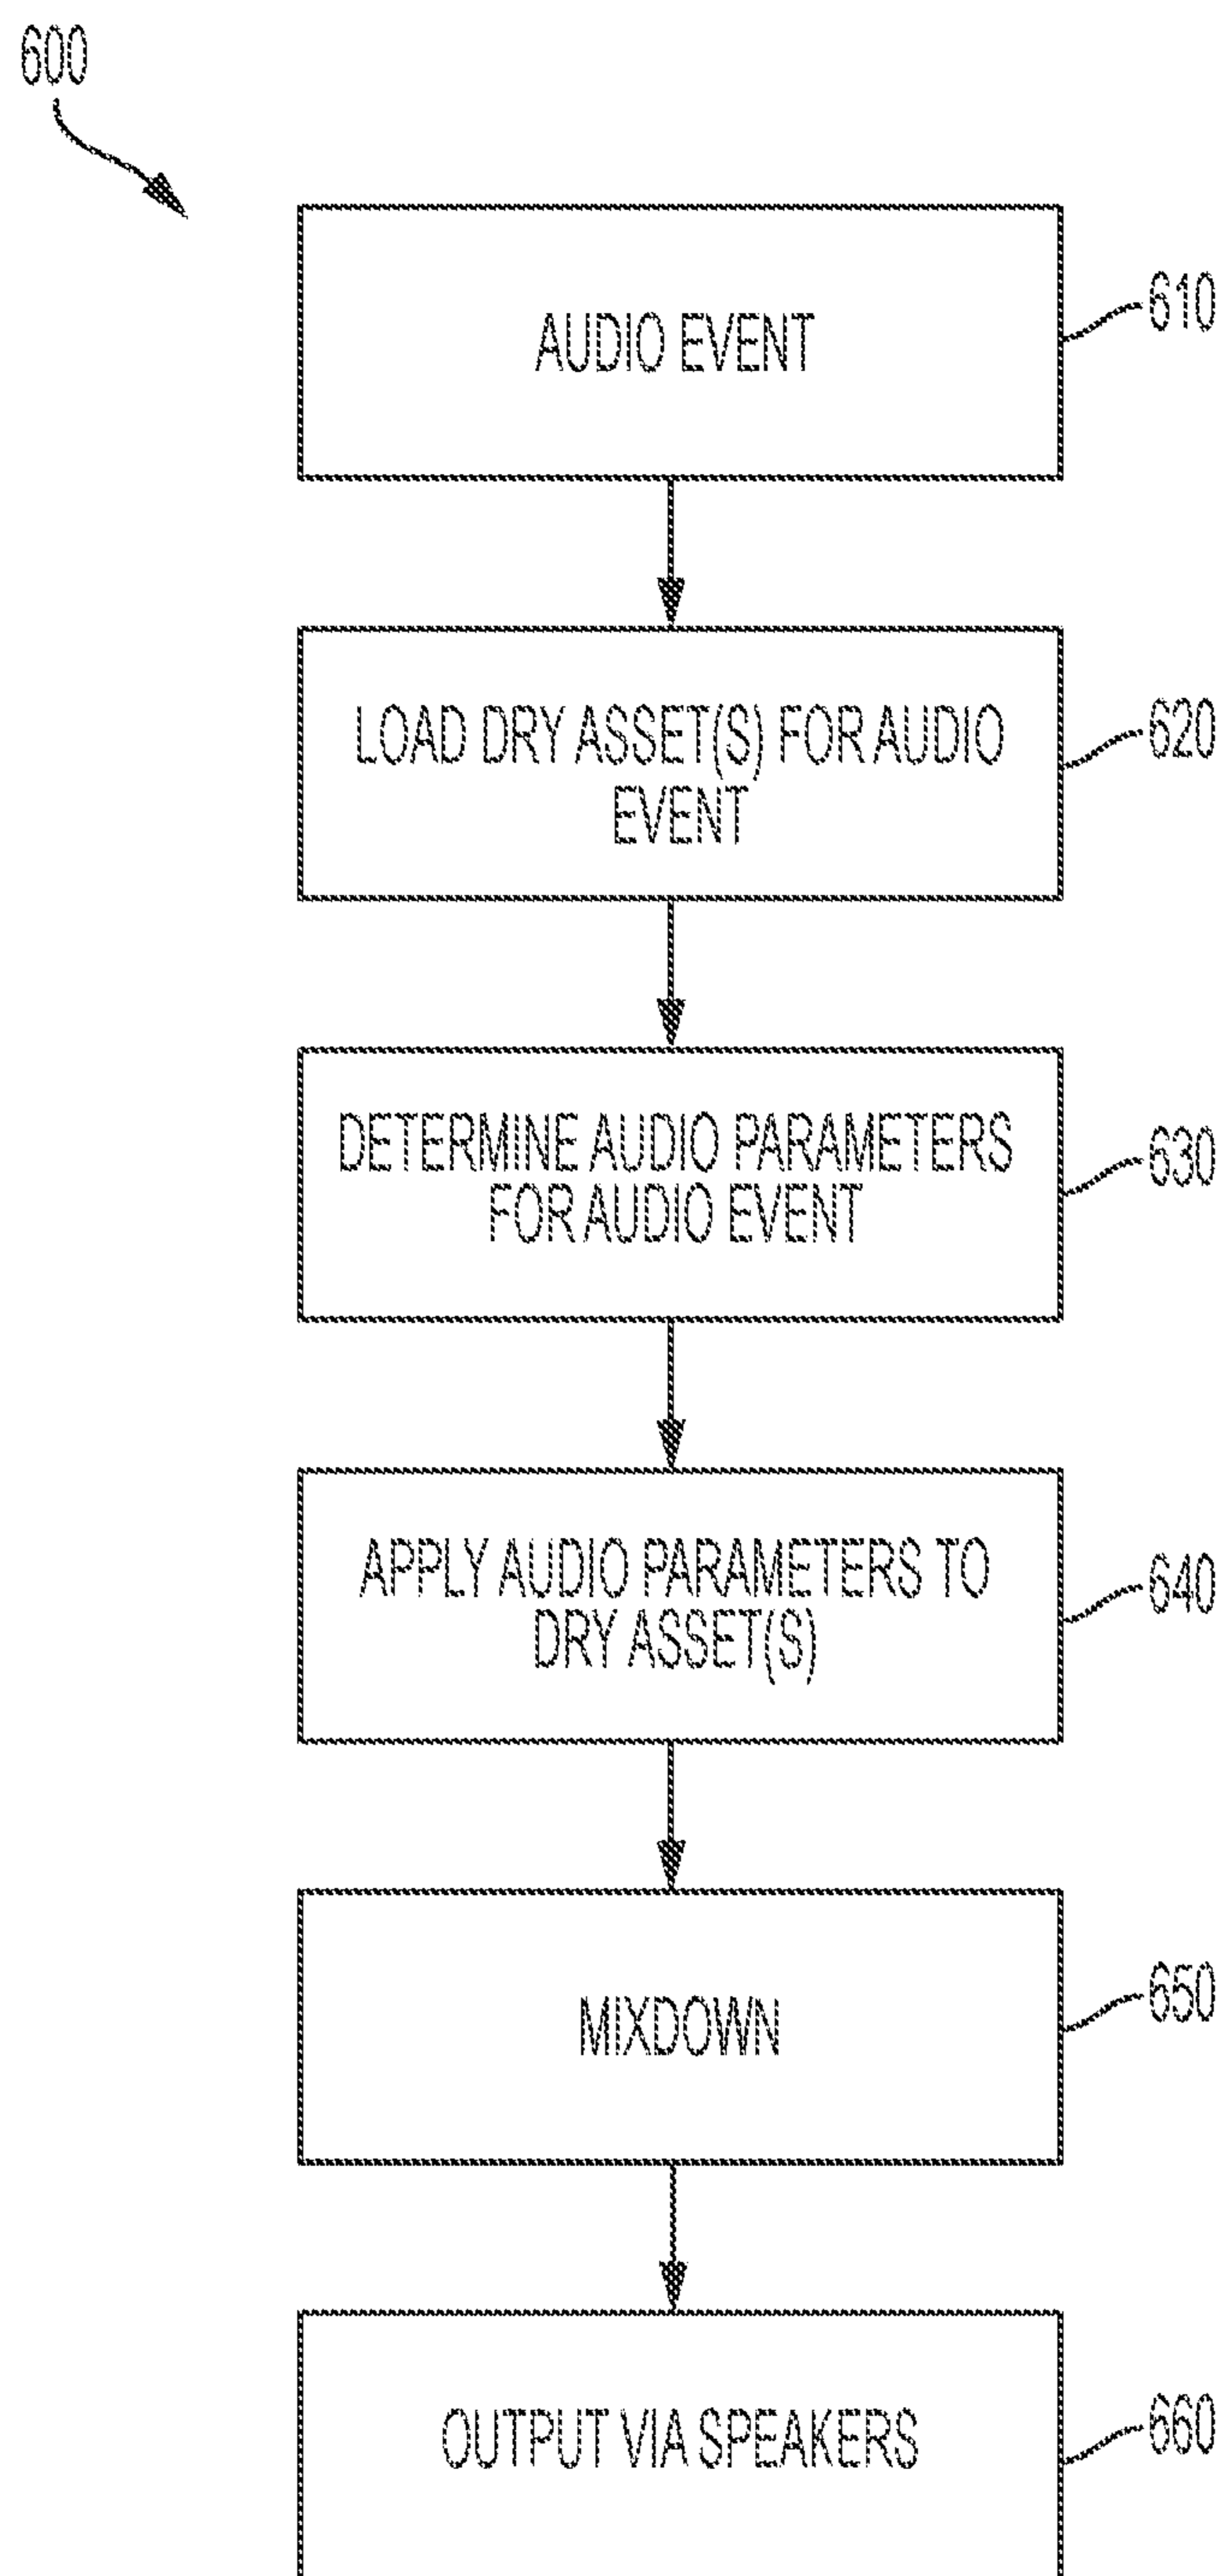 600
AUDIO EVENT
610
LOAD DRY ASSET(S) FOR AUDIO
EVENT
620
DETERMINE AUDIO PARAMETERS
FOR AUDIO EVENT
630
APPLY AUDIO PARAMETERS TO
DRY ASSET(S)
640
MIXDOWN
650
OUTPUT VIA SPEAKERS
660